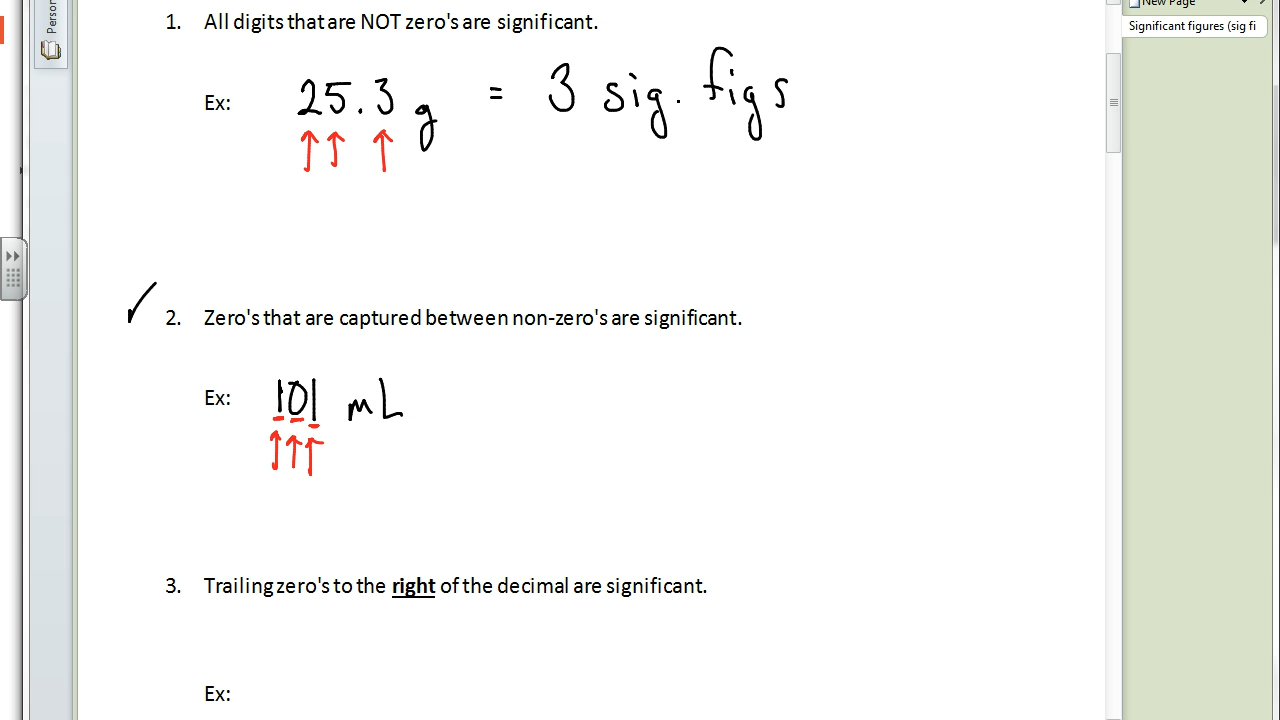 New Page
Person
Significant figures (sig fi
1. All digits that are NOT zero's are significant.
Ex: 25.3 g = 3 sig. figs
2. Zero's that are captured between non-zero's are significant.
Ex: 101 mL
3. Trailing zero's to the right of the decimal are significant.
Ex: